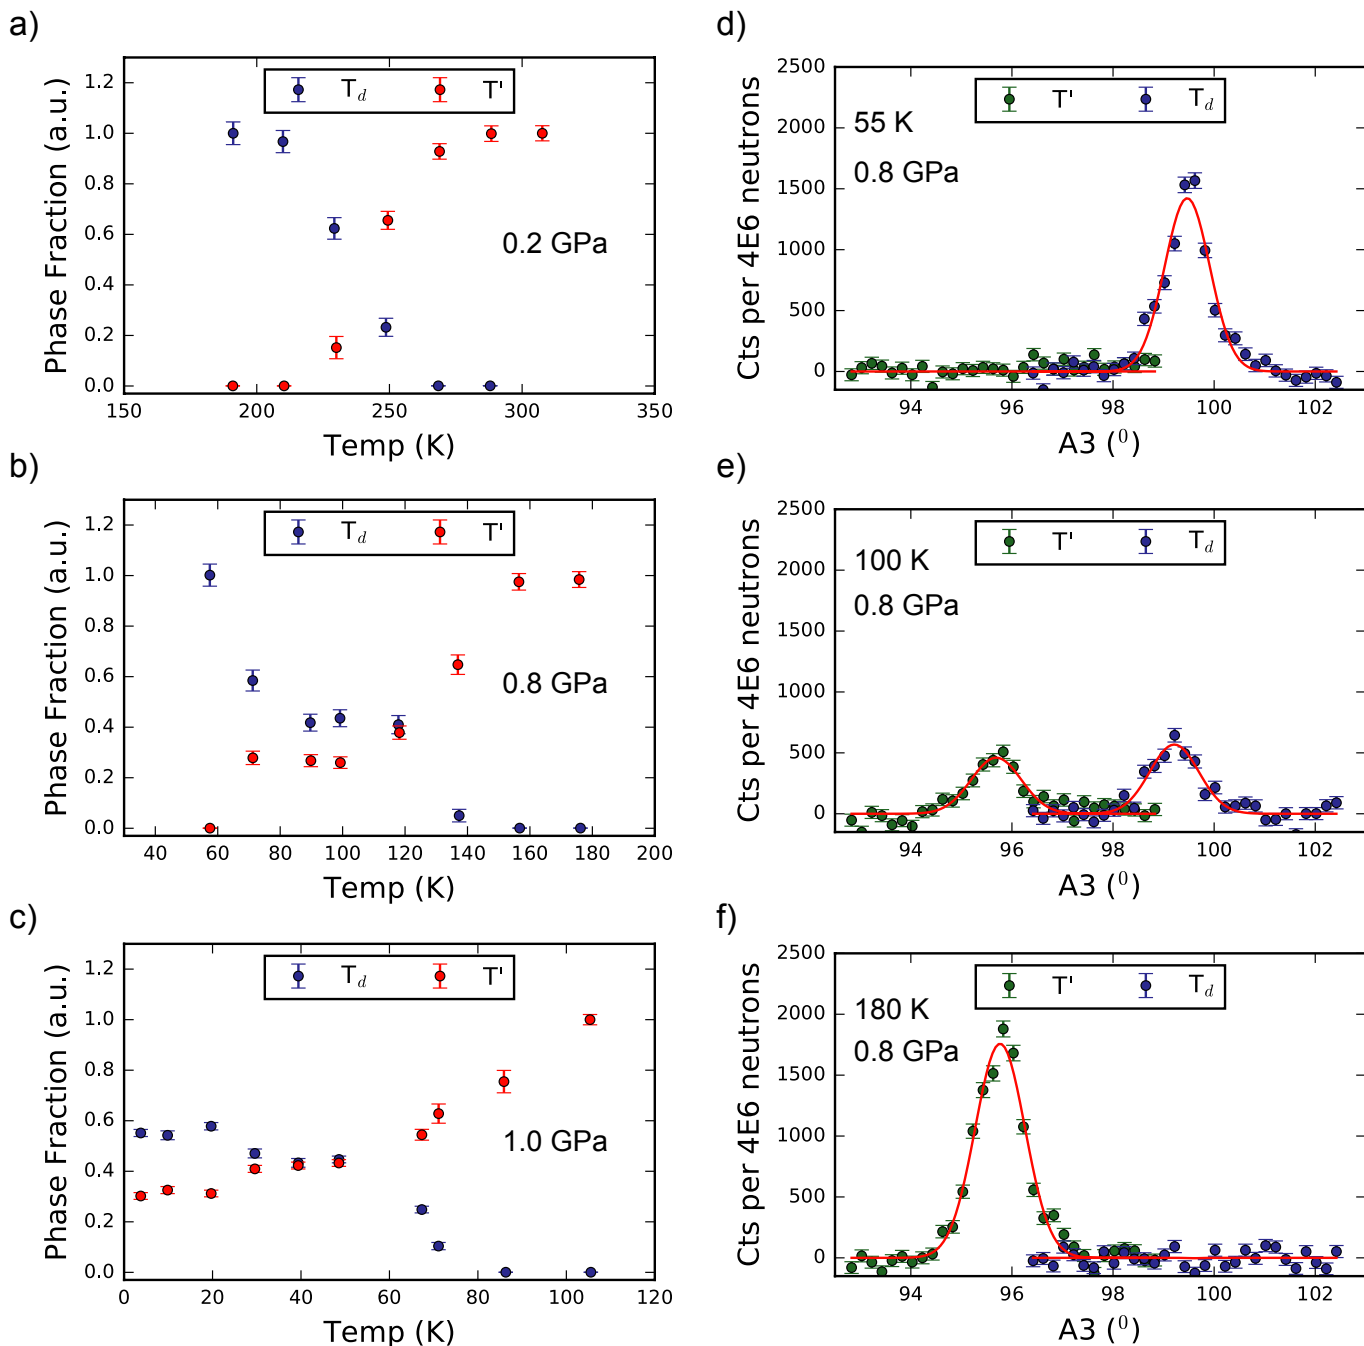 a)
T_d T'
0.2 GPa
Phase Fraction (a.u.)
1.2
1.0
0.8
0.6
0.4
0.2
0.0
150 200 250 300 350
Temp (K)
b)
T_d T'
0.8 GPa
Phase Fraction (a.u.)
1.2
1.0
0.8
0.6
0.4
0.2
0.0
40 60 80 100 120 140 160 180 200
Temp (K)
c)
T_d T'
1.0 GPa
Phase Fraction (a.u.)
1.2
1.0
0.8
0.6
0.4
0.2
0.0
0 20 40 60 80 100 120
Temp (K)
d)
T' T_d
55 K
0.8 GPa
Cts per 4E6 neutrons
2500
2000
1500
1000
500
0
94 96 98 100 102
A3 (⁰)
e)
T' T_d
100 K
0.8 GPa
Cts per 4E6 neutrons
2500
2000
1500
1000
500
0
94 96 98 100 102
A3 (⁰)
f)
T' T_d
180 K
0.8 GPa
Cts per 4E6 neutrons
2500
2000
1500
1000
500
0
94 96 98 100 102
A3 (⁰)